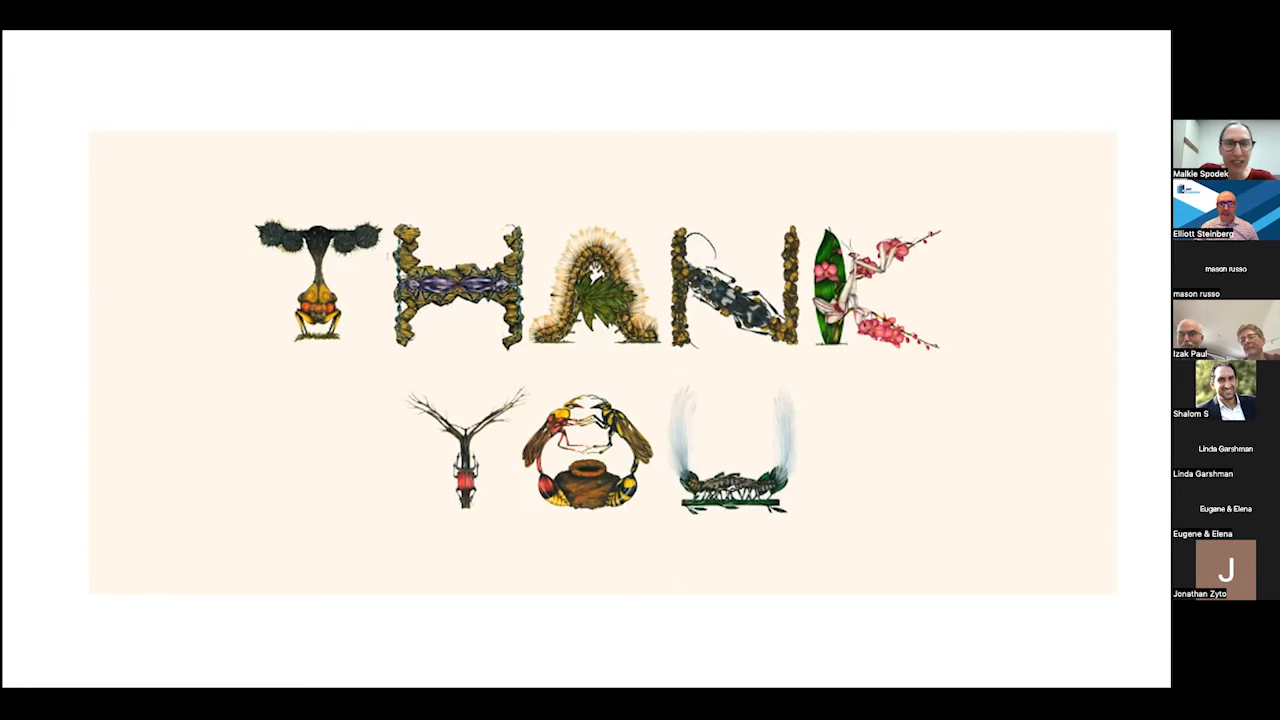 THANK
YOU
Malkie Spodek
Elliott Steinberg
mason russo
mason russo
Izak Paul
Shalom S
Linda Garshman
Linda Garshman
Eugene & Elena
Eugene & Elena
J
Jonathan Zyto